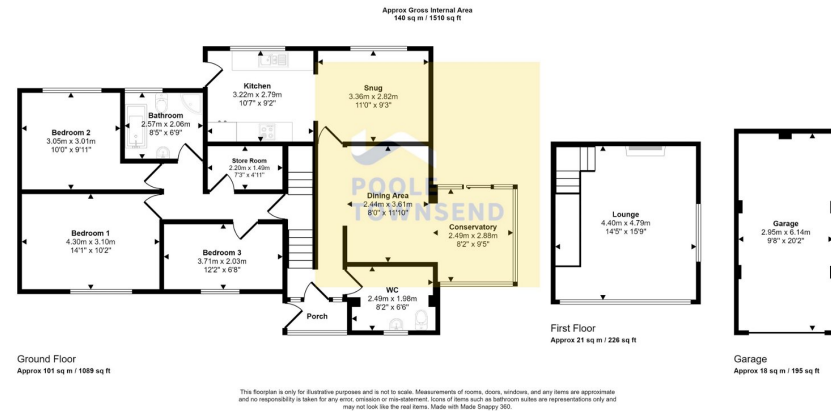 Approx Gross Internal Area
140 sq m / 1510 sq ft
Kitchen
3.22m x 2.79m
10'7" x 9'2"
Snug
3.36m x 2.82m
11'0" x 9'3"
Bathroom
2.57m x 2.06m
8'5" x 6'9"
Bedroom 2
3.05m x 3.01m
10'0" x 9'11"
Store Room
2.20m x 1.49m
7'3" x 4'11"
POOLE
TOWNSEND
Dining Area
2.44m x 3.61m
8'0" x 11'10"
Conservatory
2.49m x 2.88m
8'2" x 9'5"
Bedroom 1
4.30m x 3.10m
14'1" x 10'2"
Bedroom 3
3.71m x 2.03m
12'2" x 6'8"
WC
2.49m x 1.98m
8'2" x 6'6"
Porch
Lounge
4.40m x 4.79m
14'5" x 15'9"
Garage
2.95m x 6.14m
9'8" x 20'2"
Ground Floor
Approx 101 sq m / 1089 sq ft
First Floor
Approx 21 sq m / 226 sq ft
Garage
Approx 18 sq m / 195 sq ft
This floorplan is only for illustrative purposes and is not to scale. Measurements of rooms, doors, windows, and any items are approximate
and no responsibility is taken for any error, omission or mis-statement. Icons of items such as bathroom suites are representations only and
may not look like the real items. Made with Made Snappy 360.